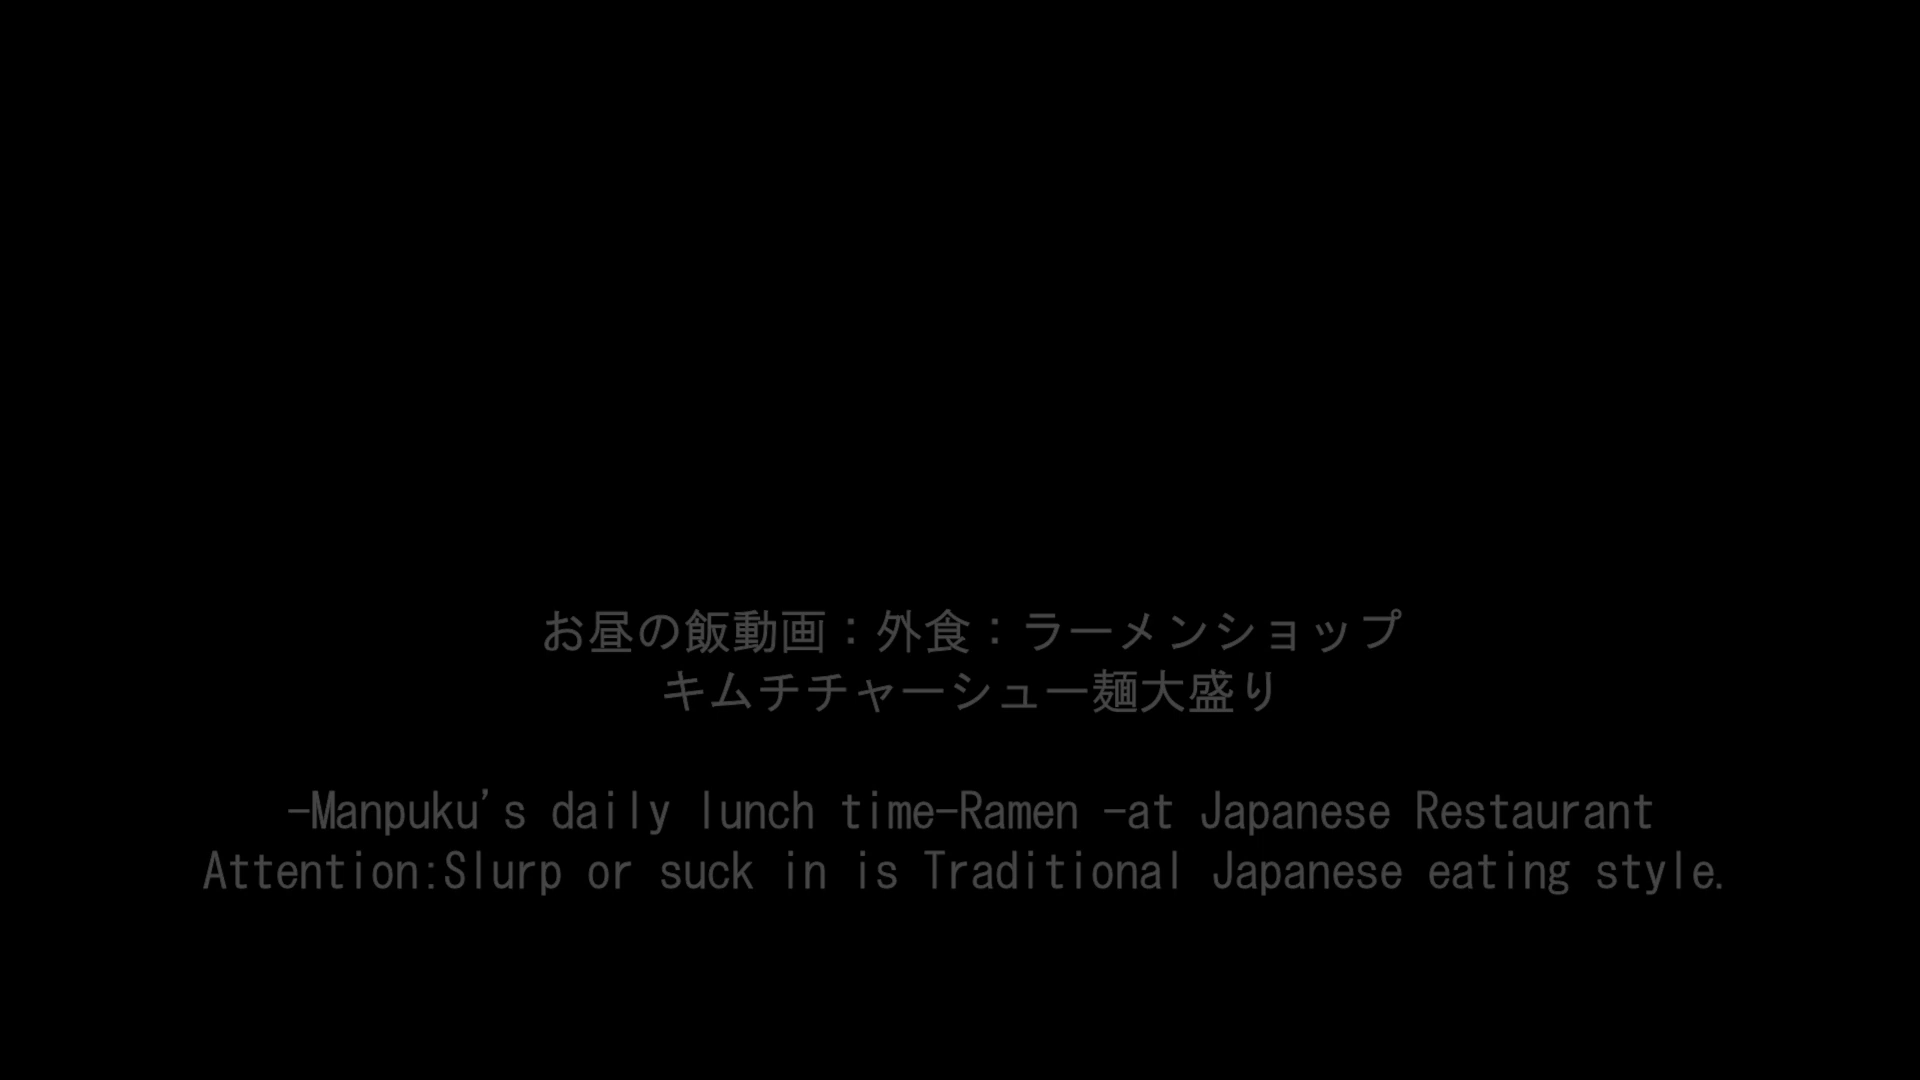 お昼の飯動画：外食：ラーメンショップ
キムチチャーシュー麺大盛り
-Manpuku's daily lunch time-Ramen -at Japanese Restaurant
Attention:Slurp or suck in is Traditional Japanese eating style.